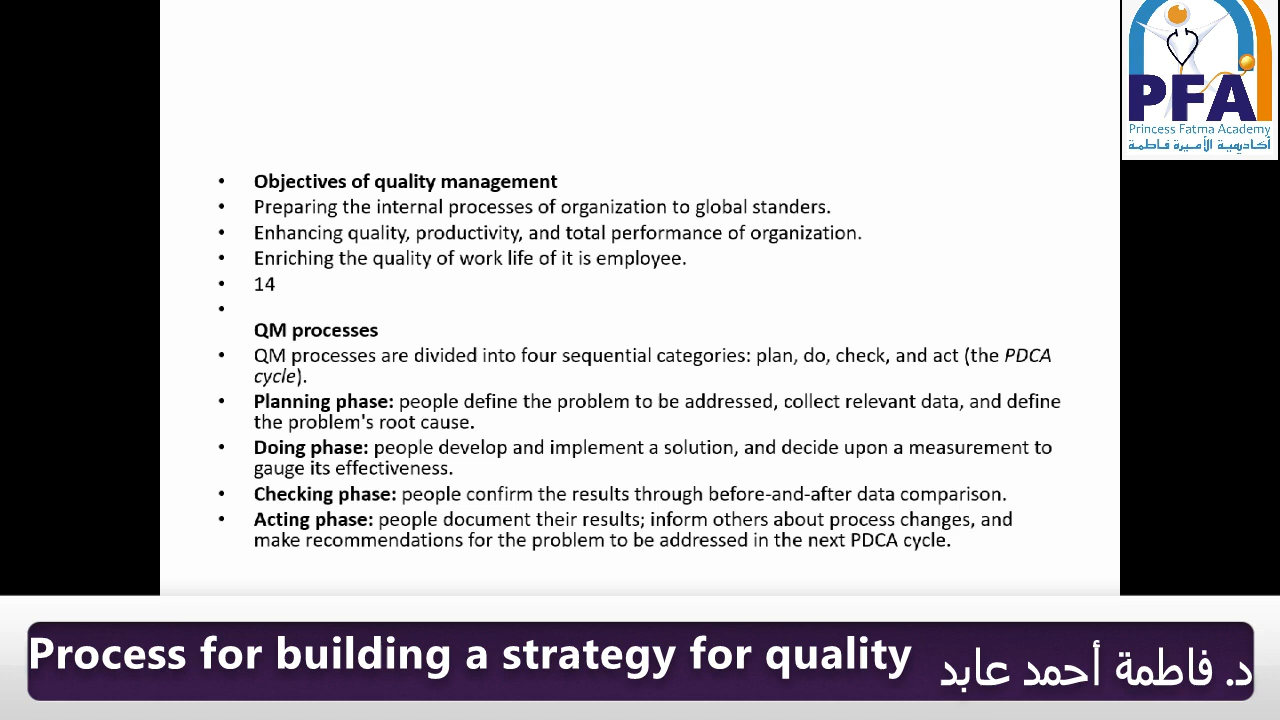 PFA
Princess Fatma Academy
أكاديمية الأميرة فاطمة
• Objectives of quality management
• Preparing the internal processes of organization to global standers.
• Enhancing quality, productivity, and total performance of organization.
• Enriching the quality of work life of it is employee.
• 14
•
QM processes
• QM processes are divided into four sequential categories: plan, do, check, and act (the PDCA
cycle).
• Planning phase: people define the problem to be addressed, collect relevant data, and define
the problem's root cause.
• Doing phase: people develop and implement a solution, and decide upon a measurement to
gauge its effectiveness.
• Checking phase: people confirm the results through before-and-after data comparison.
• Acting phase: people document their results; inform others about process changes, and
make recommendations for the problem to be addressed in the next PDCA cycle.
Process for building a strategy for quality
د. فاطمة أحمد عابد